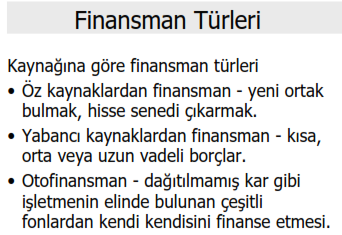 Finansman Türleri
Kaynağına göre finansman türleri
• Öz kaynaklardan finansman - yeni ortak
bulmak, hisse senedi çıkarmak.
• Yabancı kaynaklardan finansman - kısa,
orta veya uzun vadeli borçlar.
• Otofinansman - dağıtılmamış kar gibi
işletmenin elinde bulunan çeşitli
fonlardan kendi kendisini finanse etmesi.